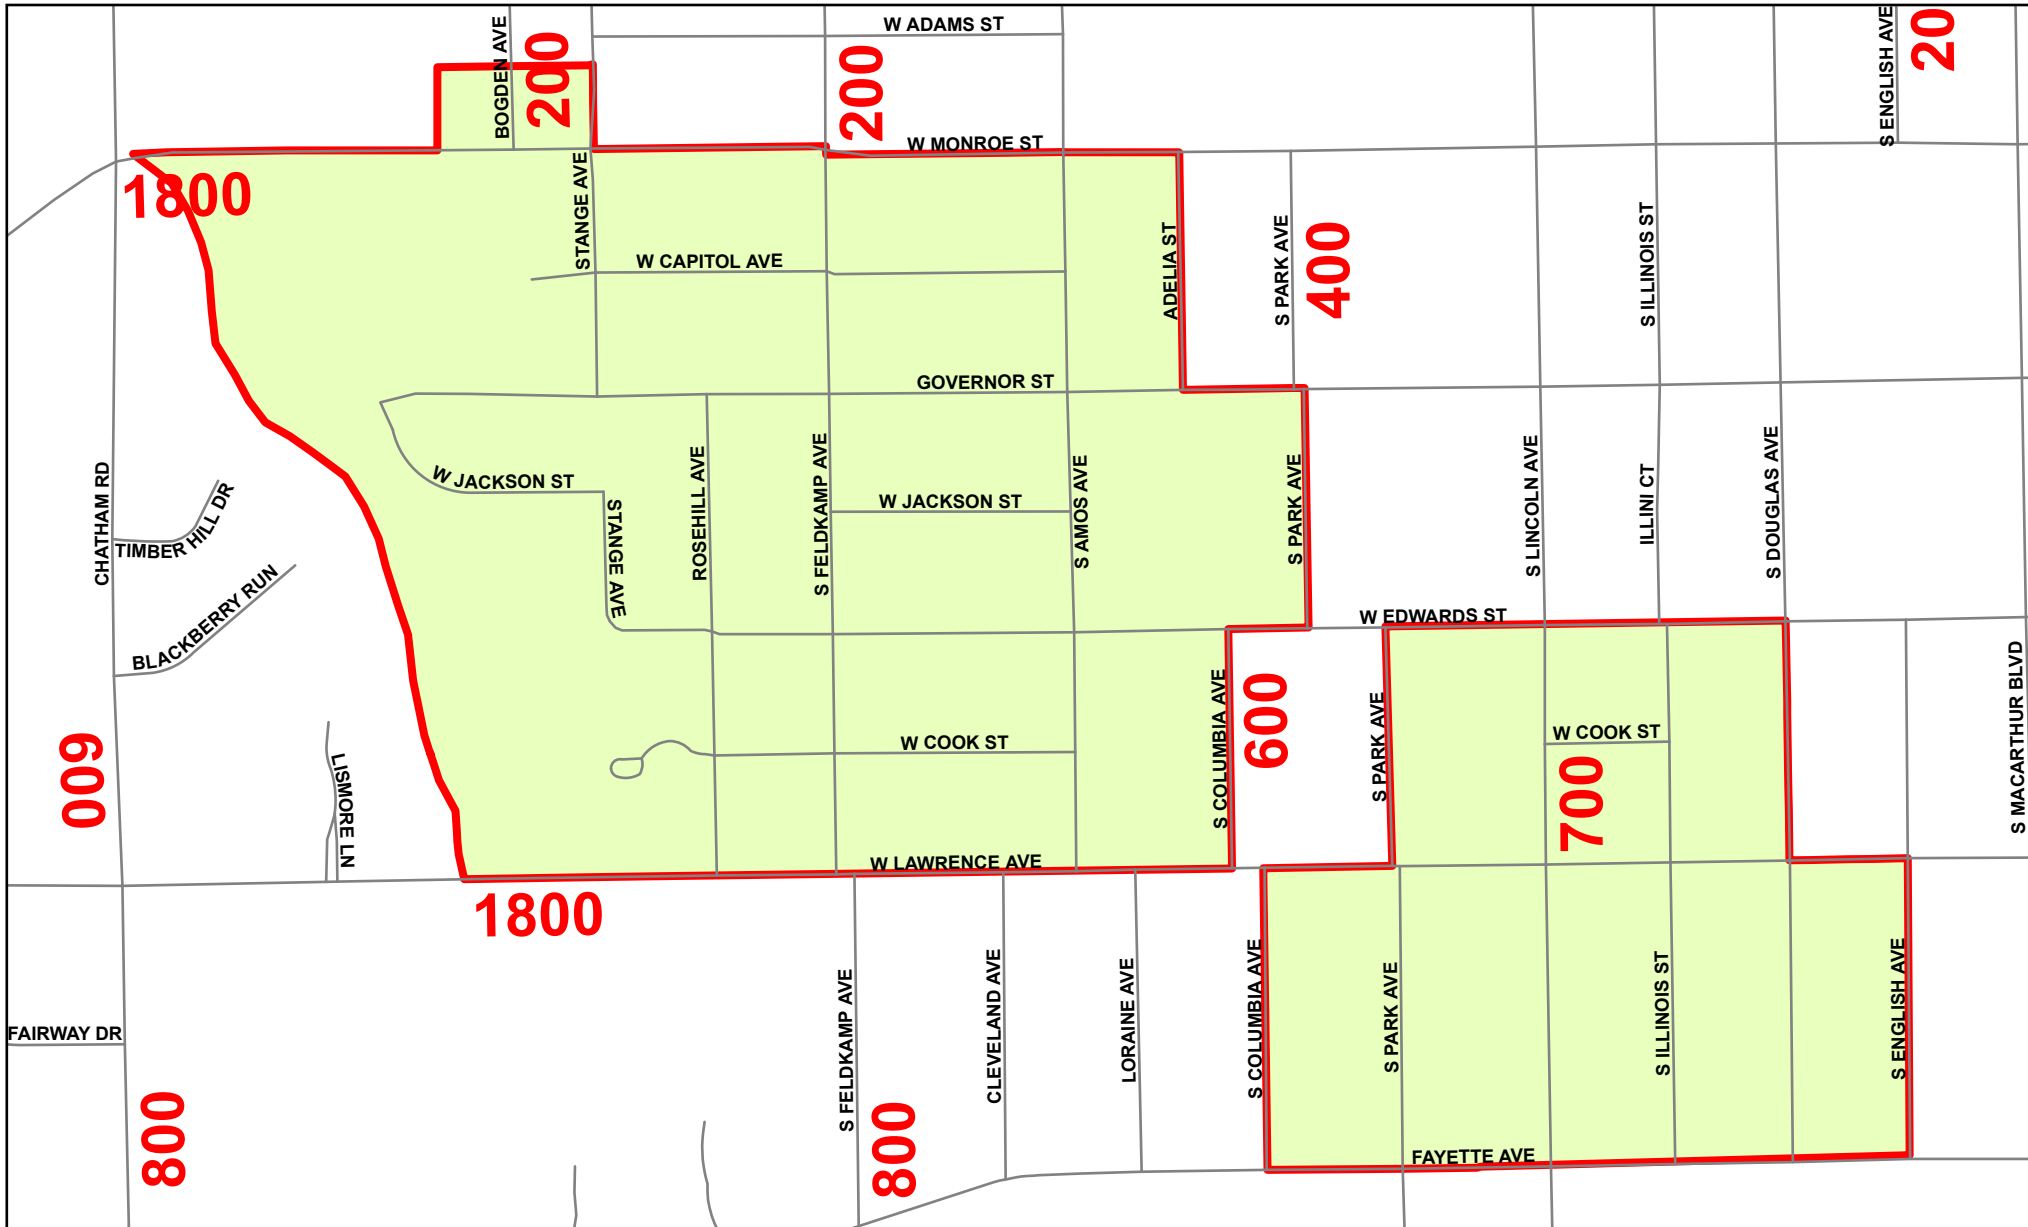 W ADAMS ST
BOGDEN AVE
200
200
S ENGLISH AVE
20
W MONROE ST
1800
STANGE AVE
W CAPITOL AVE
ADELIA ST
S PARK AVE
400
S ILLINOIS ST
GOVERNOR ST
CHATHAM RD
W JACKSON ST
ROSEHILL AVE
S FELDKAMP AVE
W JACKSON ST
S AMOS AVE
S PARK AVE
S LINCOLN AVE
ILLINI CT
S DOUGLAS AVE
TIMBER HILL DR
STANGE AVE
BLACKBERRY RUN
W EDWARDS ST
600
LISMORE LN
W COOK ST
S COLUMBIA AVE
600
S PARK AVE
W COOK ST
700
S MACARTHUR BLVD
W LAWRENCE AVE
1800
FAIRWAY DR
800
S FELDKAMP AVE
800
CLEVELAND AVE
LORAINE AVE
S COLUMBIA AVE
S PARK AVE
S ILLINOIS ST
S ENGLISH AVE
FAYETTE AVE